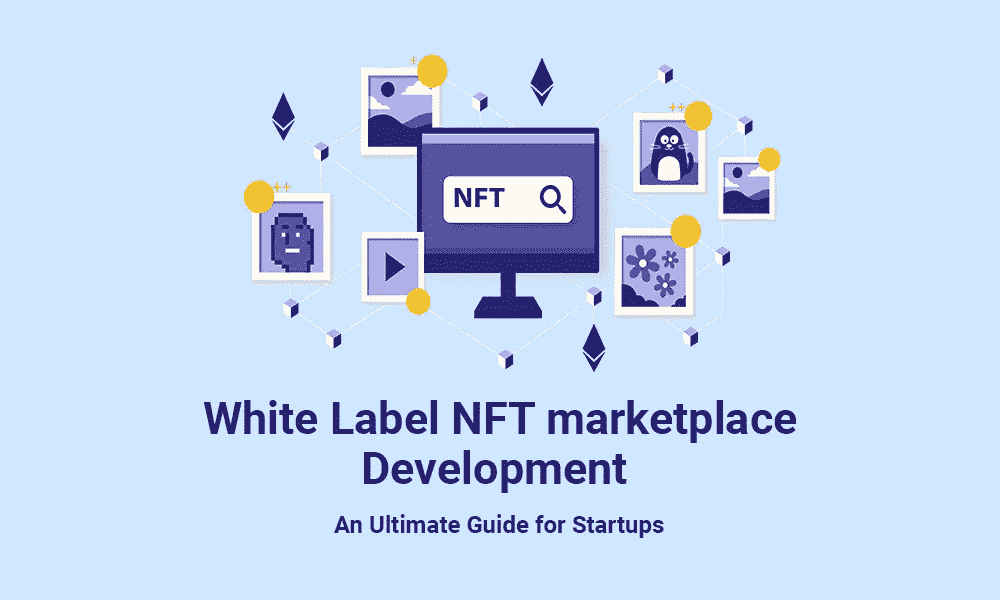 NFT
White Label NFT marketplace
Development
An Ultimate Guide for Startups